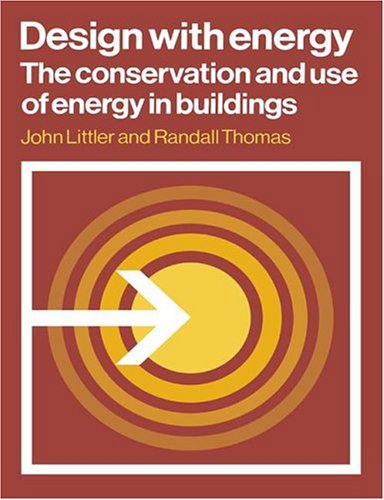 Design with energy
The conservation and use
of energy in buildings
John Littler and Randall Thomas